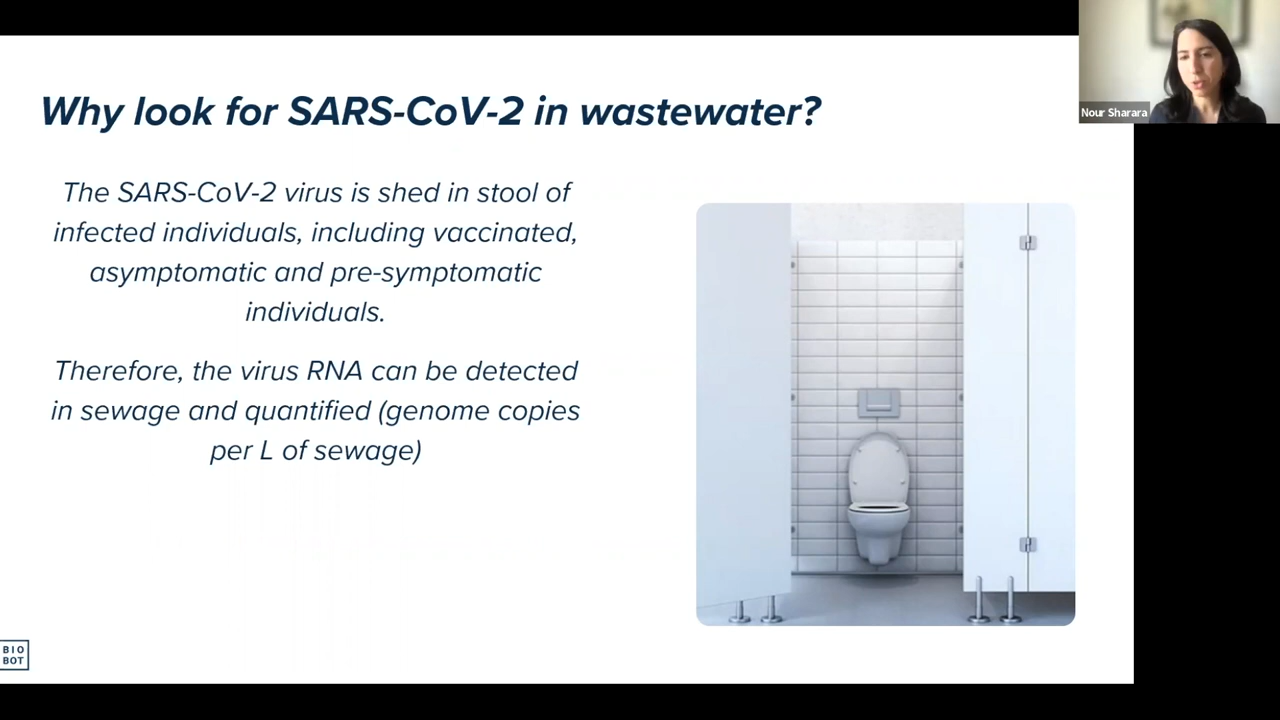 Why look for SARS-CoV-2 in wastewater?
Nour Sharara
The SARS-CoV-2 virus is shed in stool of
infected individuals, including vaccinated,
asymptomatic and pre-symptomatic
individuals.
Therefore, the virus RNA can be detected
in sewage and quantified (genome copies
per L of sewage)
BIO
BOT